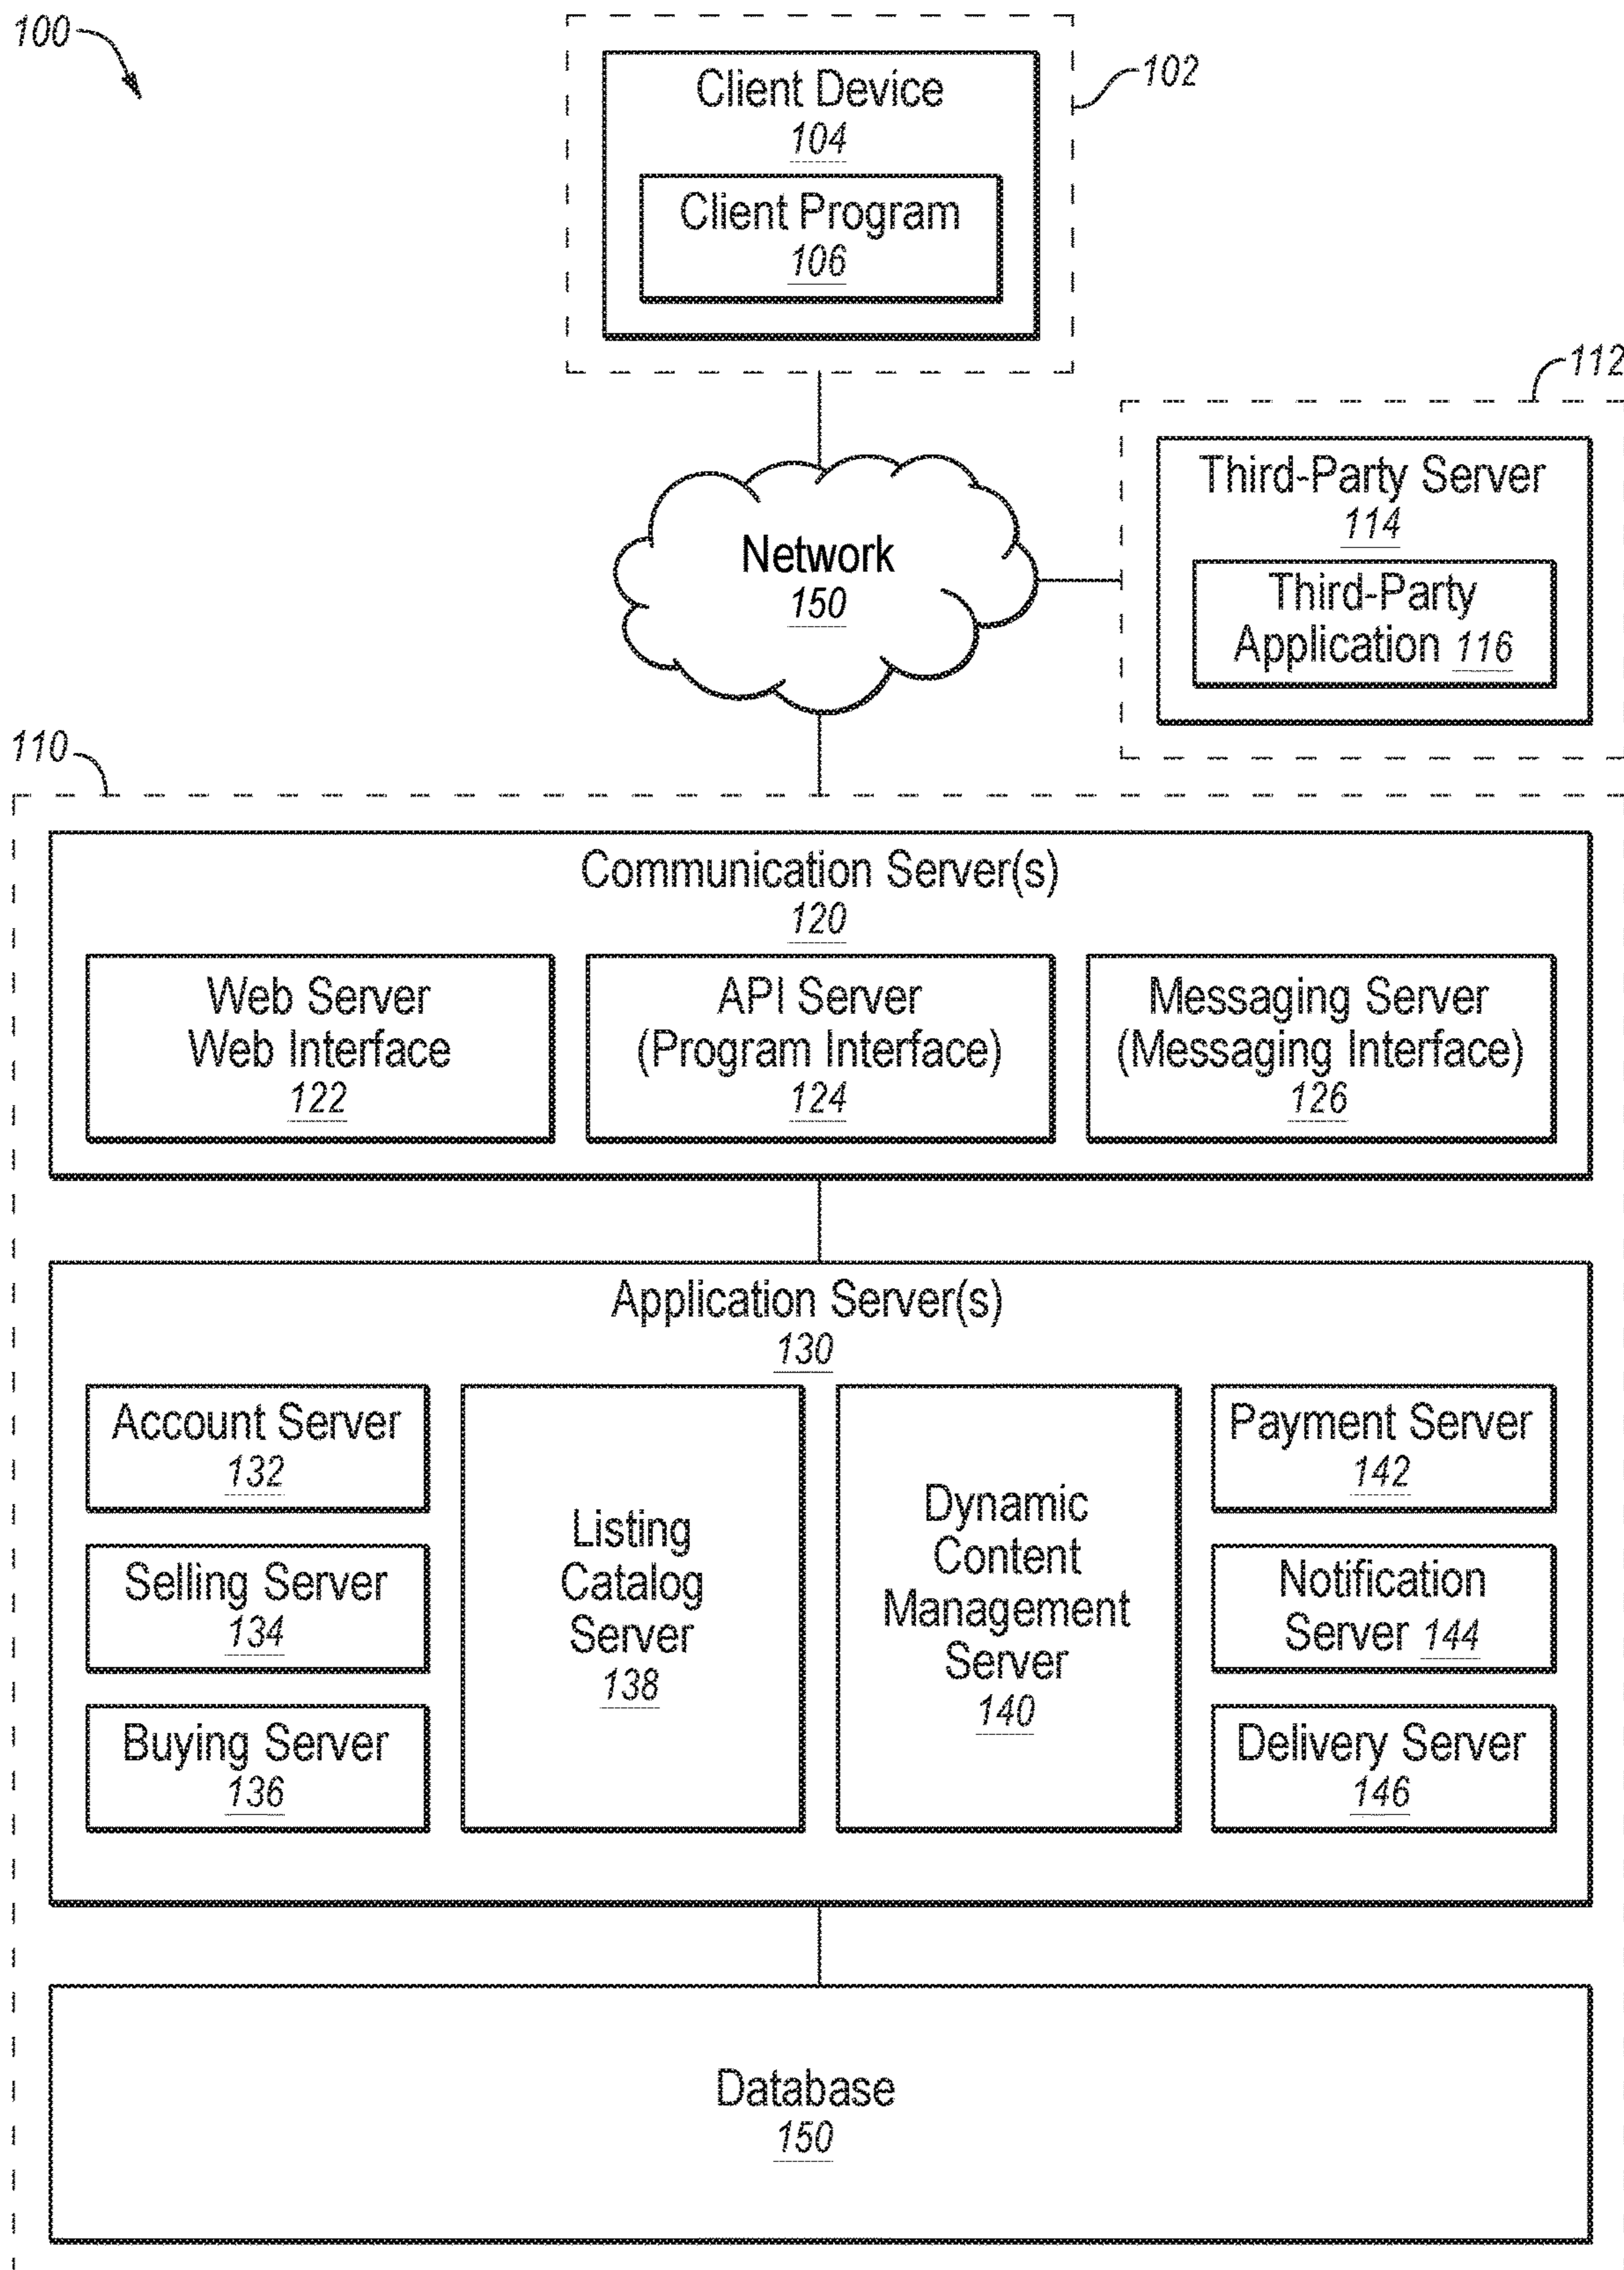 100
102
Client Device
104
Client Program
106
112
Third-Party Server
114
Third-Party
Application 116
Network
150
110
Communication Server(s)
120
Web Server
Web Interface
122
API Server
(Program Interface)
124
Messaging Server
(Messaging Interface)
126
Application Server(s)
130
Account Server
132
Selling Server
134
Buying Server
136
Listing
Catalog
Server
138
Dynamic
Content
Management
Server
140
Payment Server
142
Notification
Server 144
Delivery Server
146
Database
150